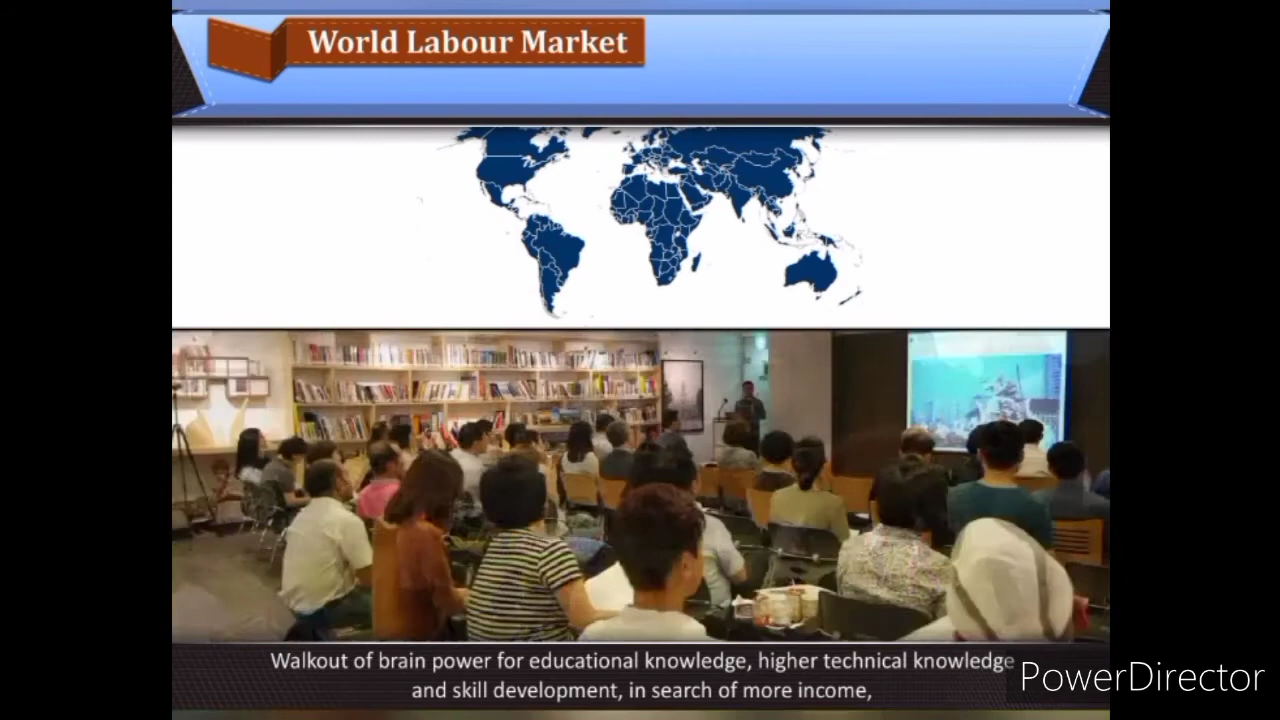 World Labour Market
Walkout of brain power for educational knowledge, higher technical knowledge
and skill development, in search of more income,
PowerDirector